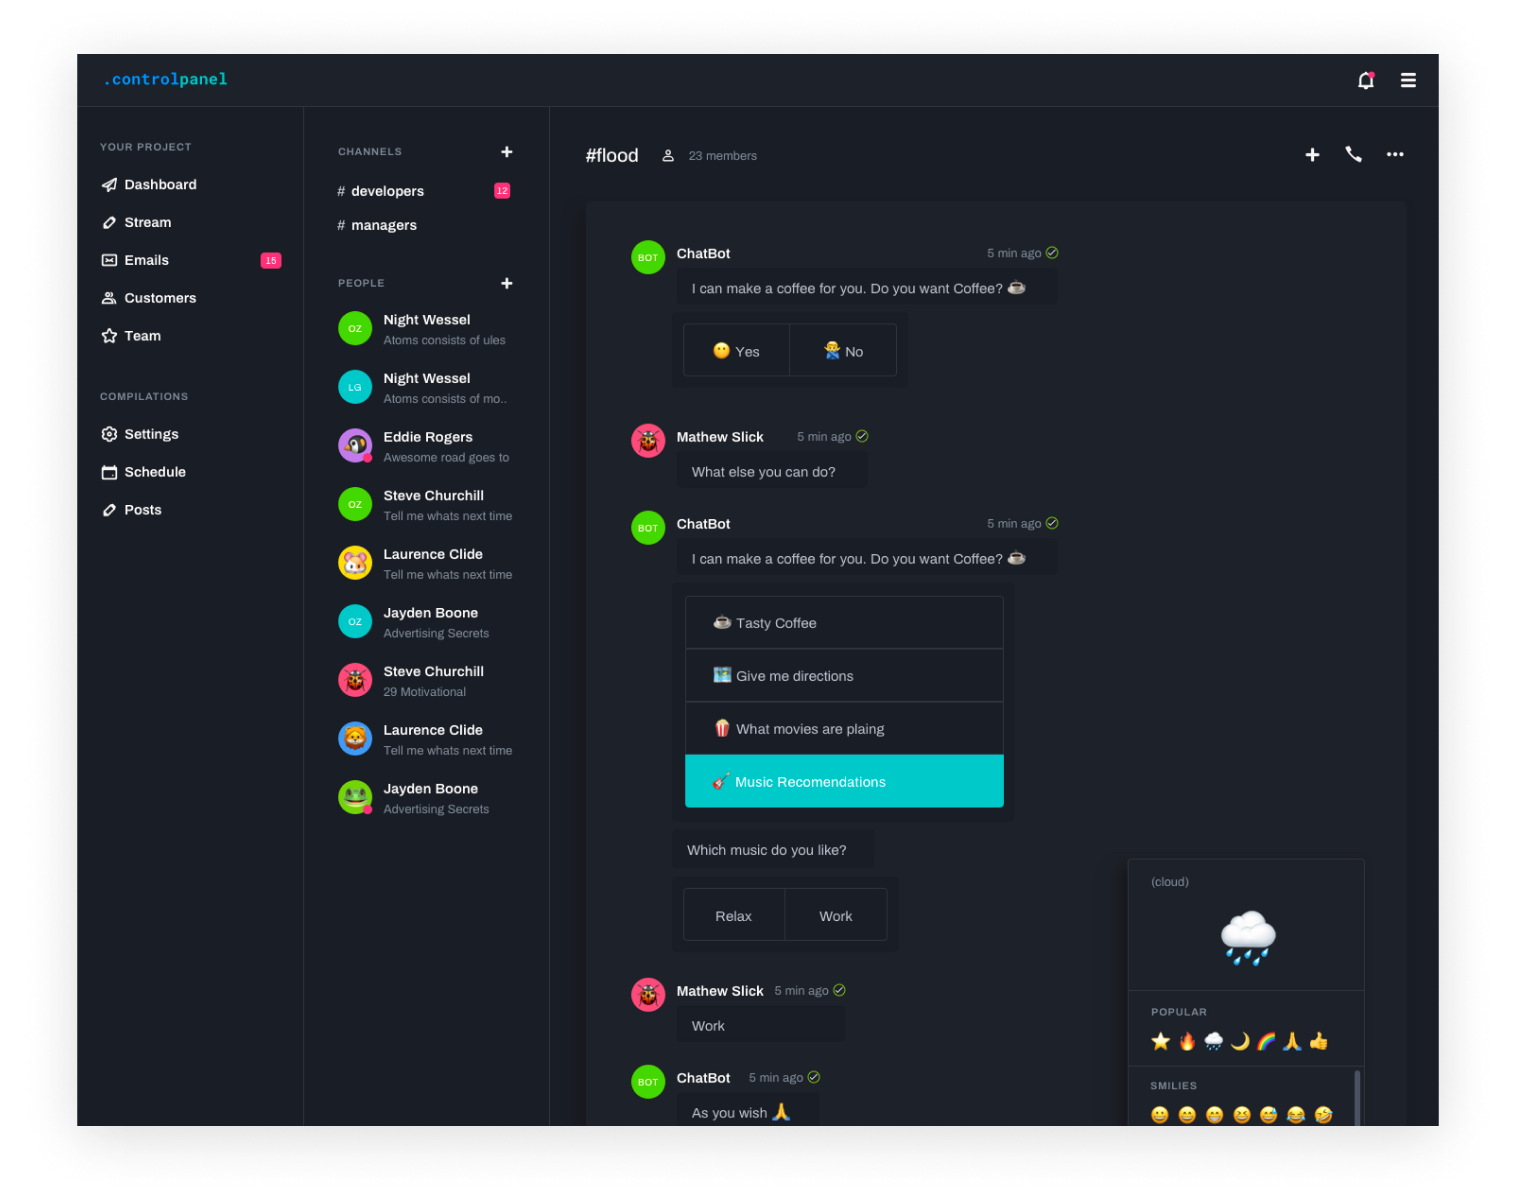 .controlpanel
YOUR PROJECT
Dashboard
Stream
Emails 15
Customers
Team
COMPILATIONS
Settings
Schedule
Posts
CHANNELS
# developers 12
# managers
PEOPLE
OZ
Night Wessel
Atoms consists of ules
LG
Night Wessel
Atoms consists of mo..
Eddie Rogers
Awesome road goes to
OZ
Steve Churchill
Tell me whats next time
Laurence Clide
Tell me whats next time
OZ
Jayden Boone
Advertising Secrets
Steve Churchill
29 Motivational
Laurence Clide
Tell me whats next time
Jayden Boone
Advertising Secrets
#flood 23 members
BOT
ChatBot 5 min ago
I can make a coffee for you. Do you want Coffee? ☕
😶 Yes 🙅‍♂️ No
Mathew Slick 5 min ago
What else you can do?
BOT
ChatBot 5 min ago
I can make a coffee for you. Do you want Coffee? ☕
☕ Tasty Coffee
🗺️ Give me directions
🍿 What movies are plaing
🎸 Music Recomendations
Which music do you like?
Relax Work
Mathew Slick 5 min ago
Work
BOT
ChatBot 5 min ago
As you wish 🙏
(cloud)
POPULAR
SMILIES